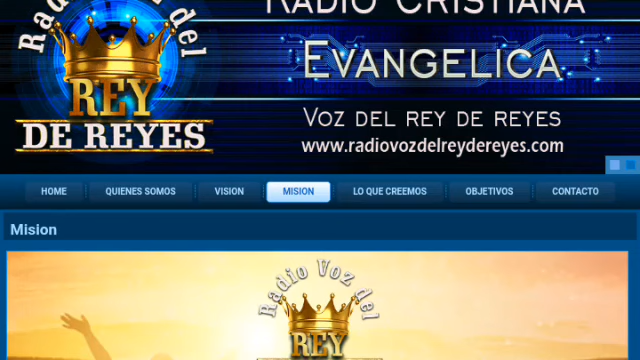 Radio Voz del
REY
DE REYES
RADIO CRISTIANA
EVANGELICA
VOZ DEL REY DE REYES
www.radiovozdelreydereyes.com
HOME
QUIENES SOMOS
VISION
MISION
LO QUE CREEMOS
OBJETIVOS
CONTACTO
Mision
Radio Voz del
REY